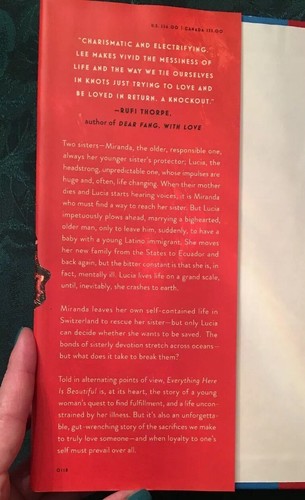 U.S. $26.00 | CANADA $35.00
"CHARISMATIC AND ELECTRIFYING.
LEE MAKES VIVID THE MESSINESS OF
LIFE AND THE WAY WE TIE OURSELVES
IN KNOTS JUST TRYING TO LOVE AND
BE LOVED IN RETURN. A KNOCKOUT."
—RUFI THORPE,
author of DEAR FANG, WITH LOVE
Two sisters—Miranda, the older, responsible one,
always her younger sister's protector; Lucia, the
headstrong, unpredictable one, whose impulses are
huge and, often, life changing. When their mother
dies and Lucia starts hearing voices, it is Miranda
who must find a way to reach her sister. But Lucia
impetuously plows ahead, marrying a bighearted,
older man, only to leave him, suddenly, to have a
baby with a young Latino immigrant. She moves
her new family from the States to Ecuador and
back again, but the bitter constant is that she is, in
fact, mentally ill. Lucia lives life on a grand scale,
until, inevitably, she crashes to earth.
Miranda leaves her own self-contained life in
Switzerland to rescue her sister—but only Lucia
can decide whether she wants to be saved. The
bonds of sisterly devotion stretch across oceans—
but what does it take to break them?
Told in alternating points of view, Everything Here
Is Beautiful is, at its heart, the story of a young
woman's quest to find fulfillment, and a life uncon-
strained by her illness. But it's also an unforgetta-
ble, gut-wrenching story of the sacrifices we make
to truly love someone—and when loyalty to one's
self must prevail over all.
0118